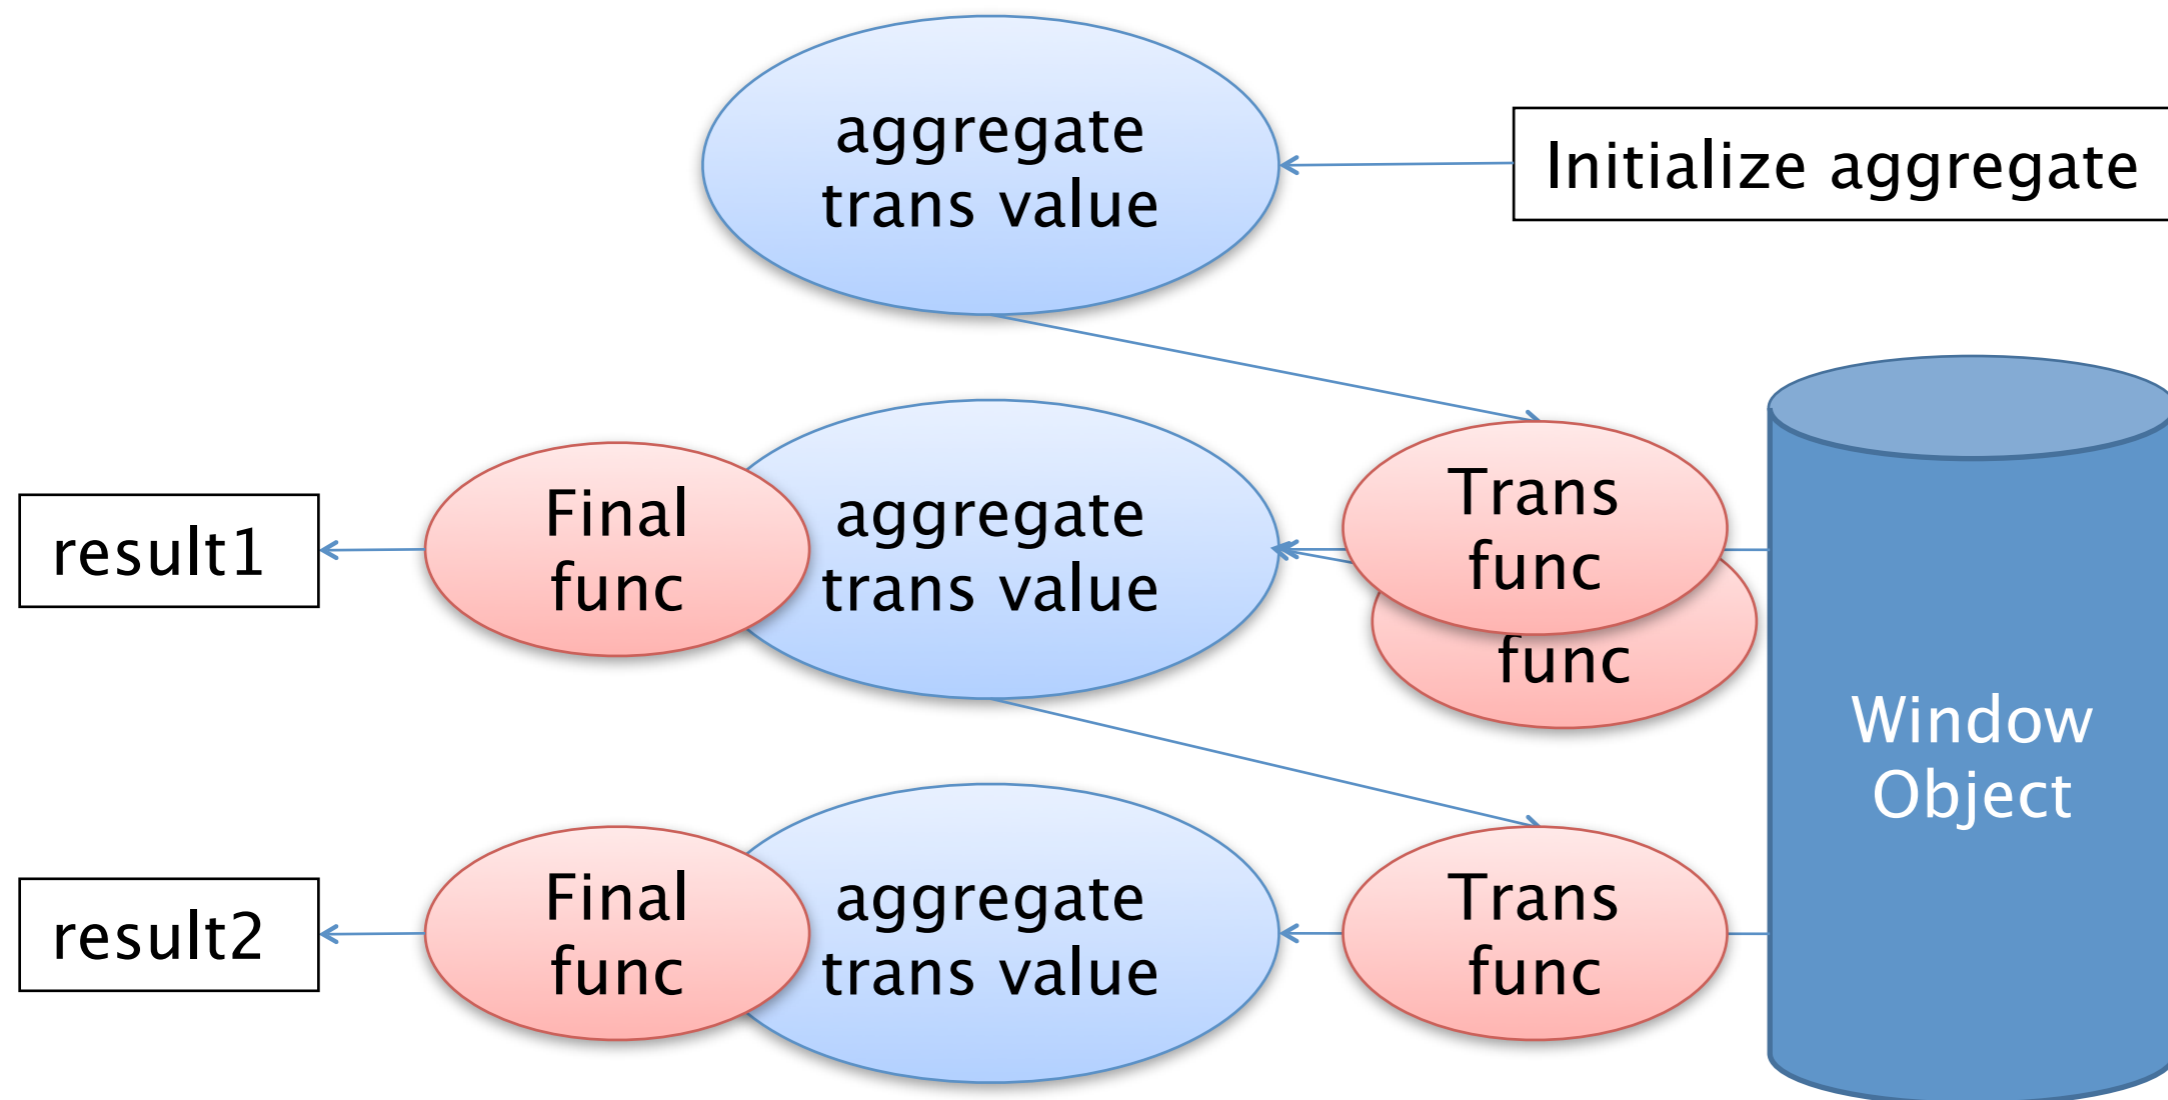 aggregate
trans value
Initialize aggregate
result1
Final
func
aggregate
trans value
Trans
func
func
Window
Object
result2
Final
func
aggregate
trans value
Trans
func